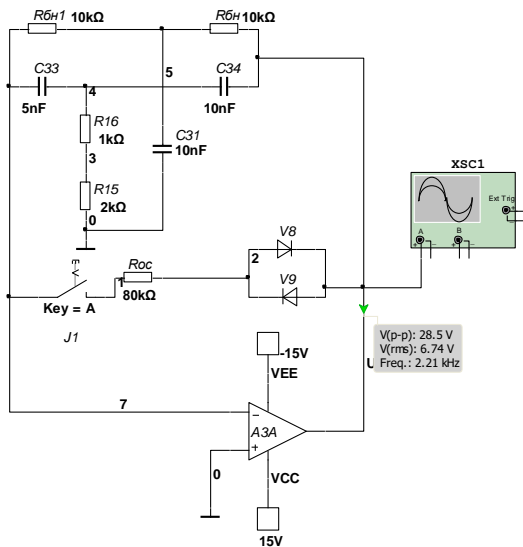 Rбн1 10kΩ
Rбн 10kΩ
C33
5nF
4
5
C34
10nF
R16
1kΩ
C31
10nF
3
R15
2kΩ
0
XSC1
Ext Trig
+
A
B
+
+
Key = A
J1
1
Roc
80kΩ
2
V8
V9
V(p-p): 28.5 V
V(rms): 6.74 V
Freq.: 2.21 kHz
U
-15V
VEE
7
A3A
−
+
0
VCC
15V